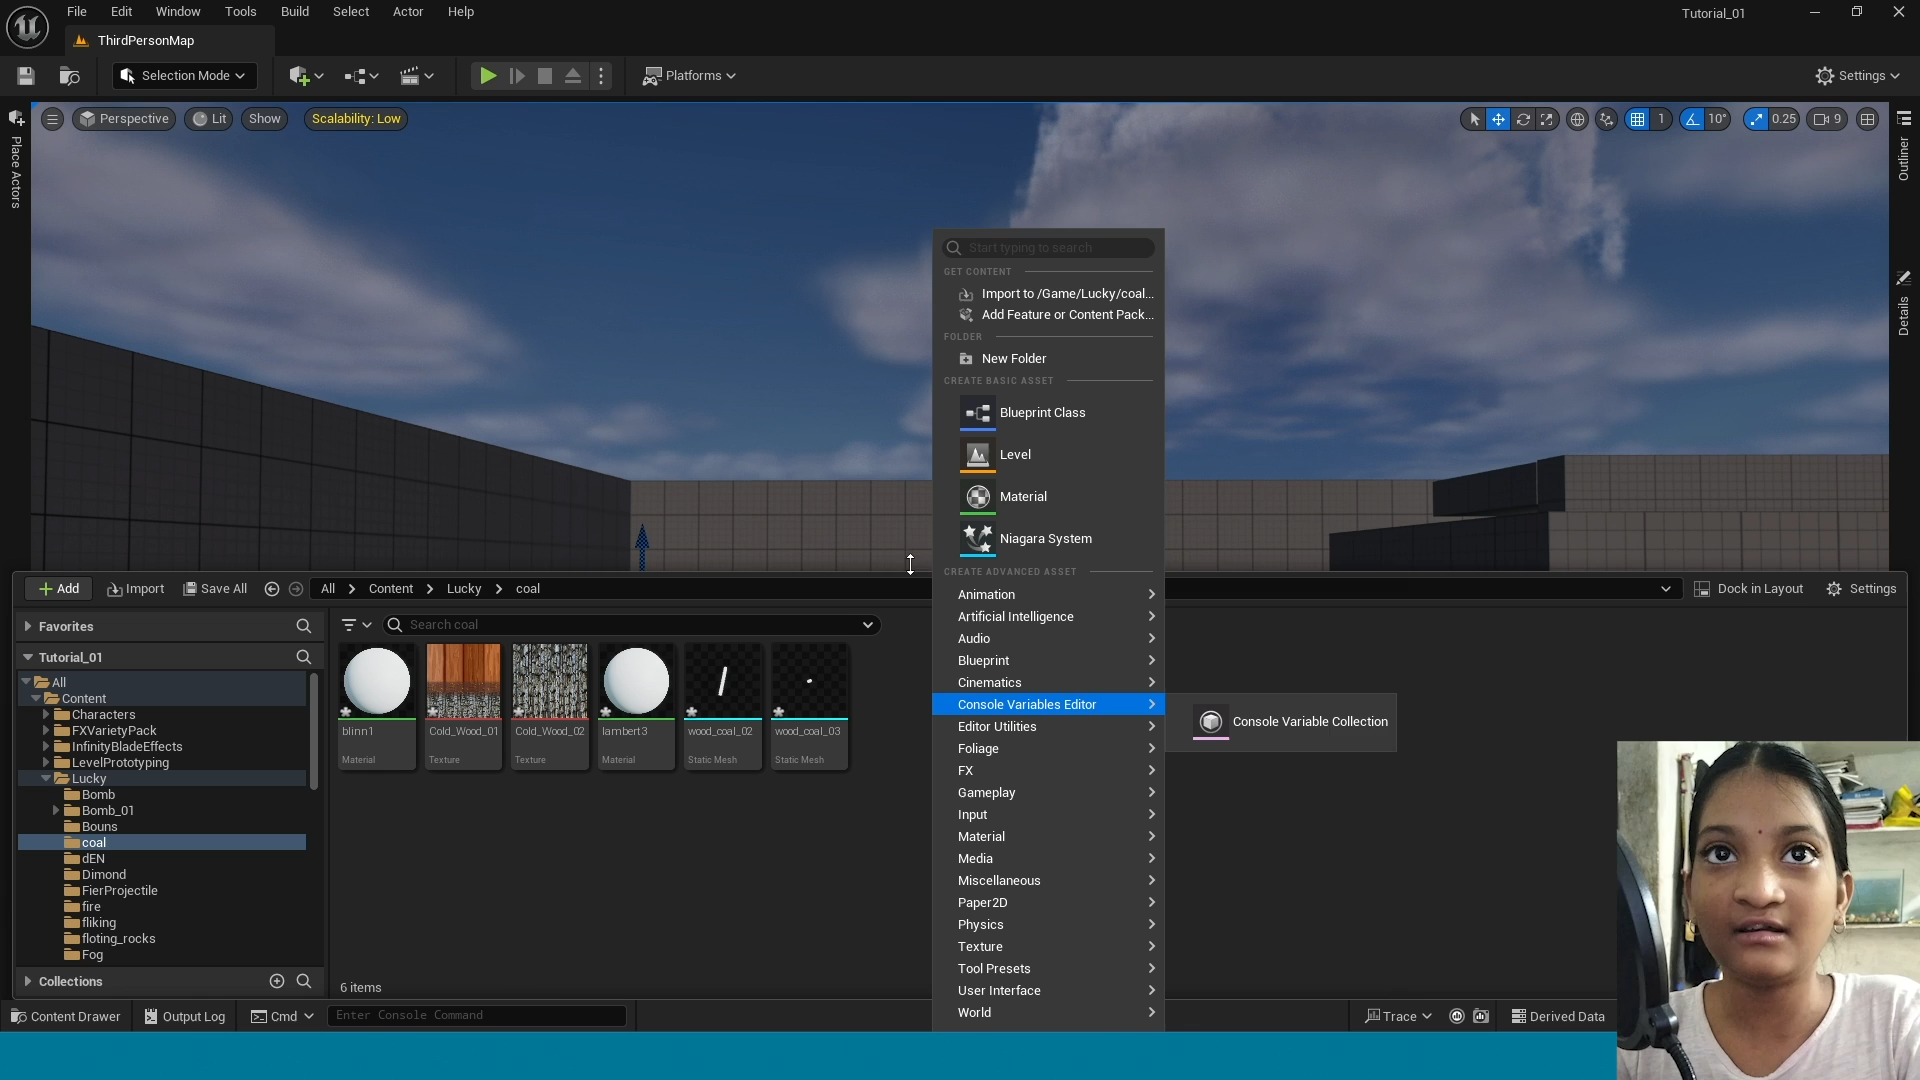 File Edit Window Tools Build Select Actor Help
Tutorial_01
ThirdPersonMap
Selection Mode
Platforms
Settings
Place Actors
Perspective Lit Show Scalability: Low
1 10° 0.25 9
Outliner
Details
Start typing to search
GET CONTENT
Import to /Game/Lucky/coal...
Add Feature or Content Pack...
FOLDER
New Folder
CREATE BASIC ASSET
Blueprint Class
Level
Material
Niagara System
CREATE ADVANCED ASSET
Animation
Artificial Intelligence
Audio
Blueprint
Cinematics
Console Variables Editor
Console Variable Collection
Editor Utilities
Foliage
FX
Gameplay
Input
Material
Media
Miscellaneous
Paper2D
Physics
Texture
Tool Presets
User Interface
World
Add Import Save All All Content Lucky coal
Dock in Layout Settings
Favorites
Tutorial_01
All
Content
Characters
FXVarietyPack
InfinityBladeEffects
LevelPrototyping
Lucky
Bomb
Bomb_01
Bouns
coal
dEN
Dimond
FierProjectile
fire
fliking
floting_rocks
Fog
Collections
Search coal
blinn1 Cold_Wood_01 Cold_Wood_02 lambert3 wood_coal_02 wood_coal_03
Material Texture Texture Material Static Mesh Static Mesh
6 items
Content Drawer Output Log Cmd Enter Console Command
Trace Derived Data